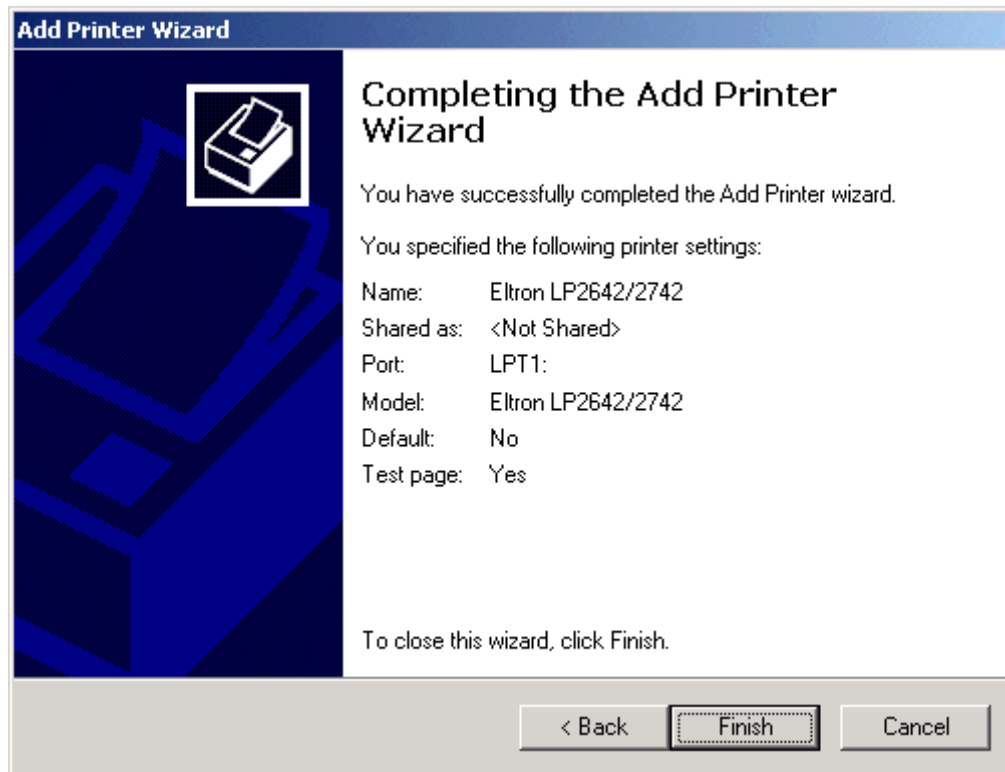 Add Printer Wizard
Completing the Add Printer
Wizard
You have successfully completed the Add Printer wizard.
You specified the following printer settings:
Name: Eltron LP2642/2742
Shared as: <Not Shared>
Port: LPT1:
Model: Eltron LP2642/2742
Default: No
Test page: Yes
To close this wizard, click Finish.
< Back Finish Cancel